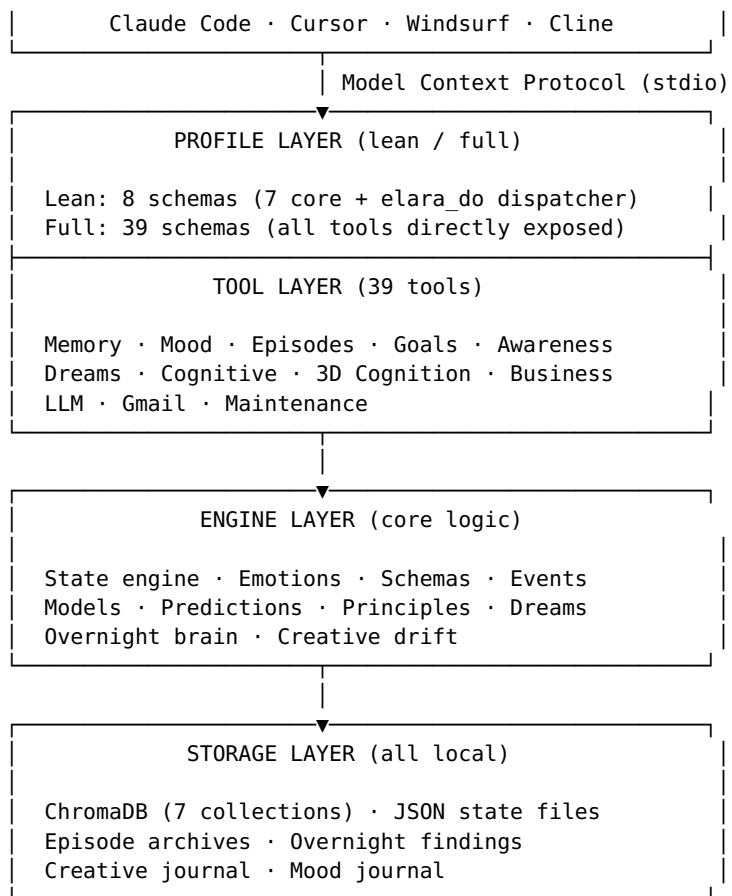 Claude Code · Cursor · Windsurf · Cline
Model Context Protocol (stdio)
PROFILE LAYER (lean / full)
Lean: 8 schemas (7 core + elara_do dispatcher)
Full: 39 schemas (all tools directly exposed)
TOOL LAYER (39 tools)
Memory · Mood · Episodes · Goals · Awareness
Dreams · Cognitive · 3D Cognition · Business
LLM · Gmail · Maintenance
ENGINE LAYER (core logic)
State engine · Emotions · Schemas · Events
Models · Predictions · Principles · Dreams
Overnight brain · Creative drift
STORAGE LAYER (all local)
ChromaDB (7 collections) · JSON state files
Episode archives · Overnight findings
Creative journal · Mood journal